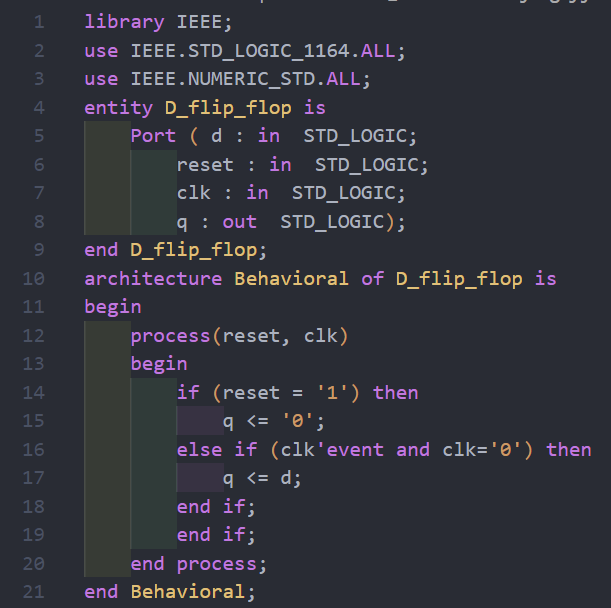 1 library IEEE;
2 use IEEE.STD_LOGIC_1164.ALL;
3 use IEEE.NUMERIC_STD.ALL;
4 entity D_flip_flop is
5 Port ( d : in  STD_LOGIC;
6 reset : in  STD_LOGIC;
7 clk : in  STD_LOGIC;
8 q : out  STD_LOGIC);
9 end D_flip_flop;
10 architecture Behavioral of D_flip_flop is
11 begin
12 process(reset, clk)
13 begin
14 if (reset = '1') then
15 q <= '0';
16 else if (clk'event and clk='0') then
17 q <= d;
18 end if;
19 end if;
20 end process;
21 end Behavioral;